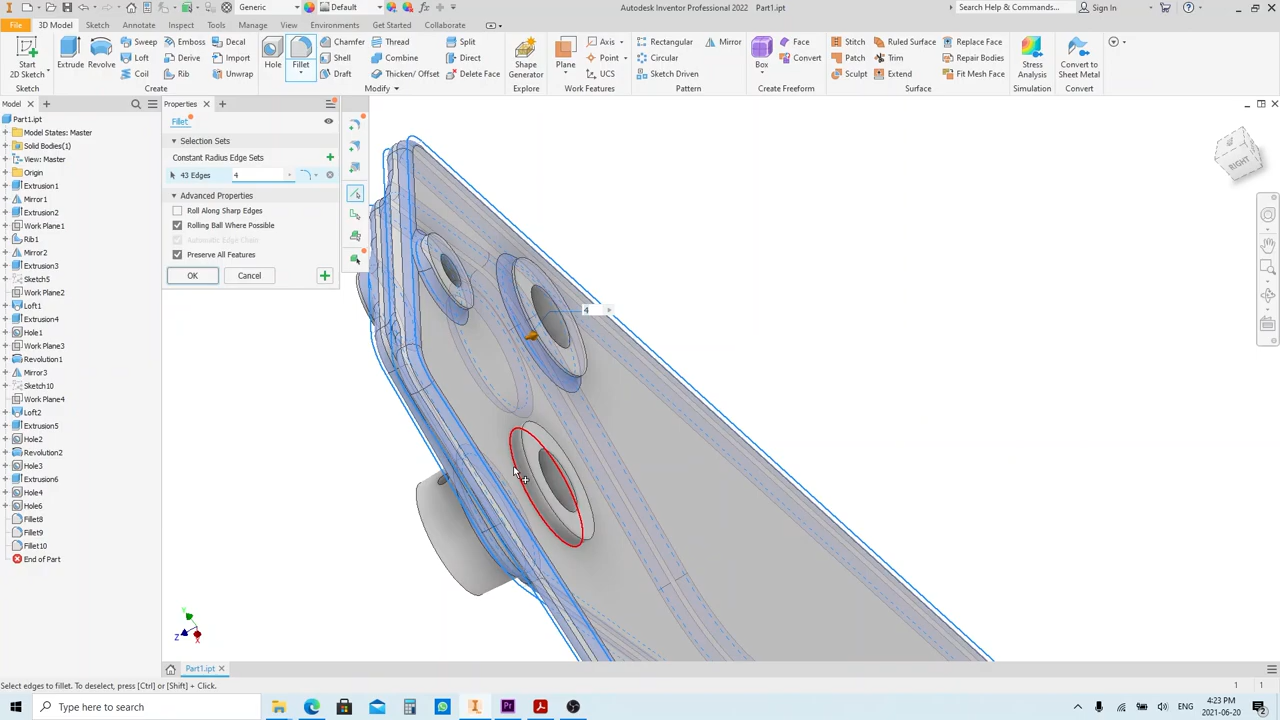 Generic
Default
Autodesk Inventor Professional 2022 Part1.ipt
Search Help & Commands...
Sign In
File
3D Model
Sketch
Annotate
Inspect
Tools
Manage
View
Environments
Get Started
Collaborate
Start
2D Sketch
Extrude
Revolve
Sweep
Emboss
Decal
Loft
Derive
Import
Coil
Rib
Unwrap
Hole
Fillet
Chamfer
Thread
Split
Shell
Combine
Direct
Draft
Thicken/ Offset
Delete Face
Shape
Generator
Plane
Axis
Point
UCS
Rectangular
Mirror
Circular
Sketch Driven
Box
Face
Convert
Stitch
Ruled Surface
Replace Face
Patch
Trim
Repair Bodies
Sculpt
Extend
Fit Mesh Face
Stress
Analysis
Convert to
Sheet Metal
Sketch
Create
Modify
Explore
Work Features
Pattern
Create Freeform
Surface
Simulation
Convert
Model
Part1.ipt
Model States: Master
Solid Bodies(1)
View: Master
Origin
Extrusion1
Mirror1
Extrusion2
Work Plane1
Rib1
Mirror2
Extrusion3
Sketch5
Work Plane2
Loft1
Extrusion4
Hole1
Work Plane3
Revolution1
Mirror3
Sketch10
Work Plane4
Loft2
Extrusion5
Hole2
Revolution2
Hole3
Extrusion6
Hole4
Hole6
Fillet8
Fillet9
Fillet10
End of Part
Properties
Fillet
Selection Sets
Constant Radius Edge Sets
43 Edges 4
Advanced Properties
Roll Along Sharp Edges
Rolling Ball Where Possible
Automatic Edge Chain
Preserve All Features
OK
Cancel
4
RIGHT
Y
Z
X
Part1.ipt
Select edges to fillet. To deselect, press [Ctrl] or [Shift] + Click.
1 1
Type here to search
ENG
4:23 PM
2021-06-20
2